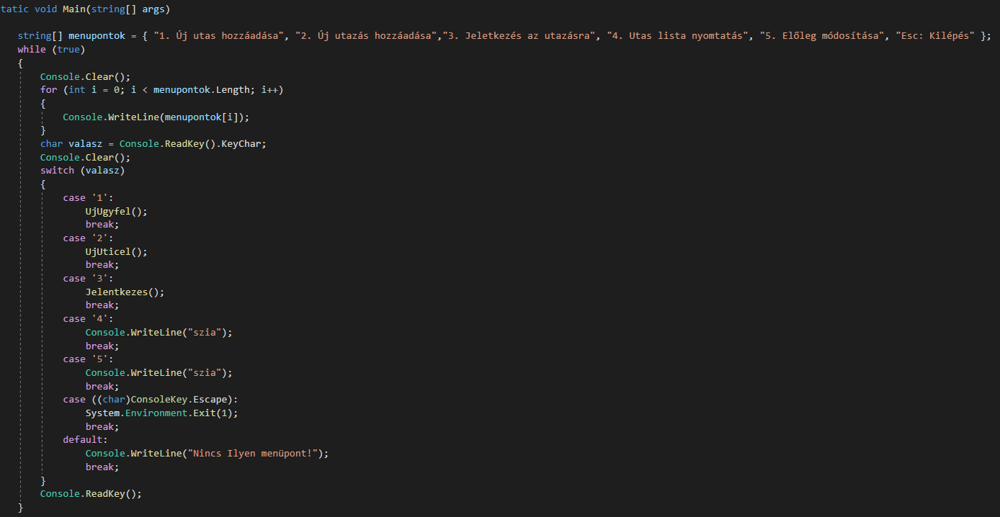 tatic void Main(string[] args)
string[] menupontok = { "1. Új utas hozzáadása", "2. Új utazás hozzáadása","3. Jeletkezés az utazásra", "4. Utas lista nyomtatás", "5. Előleg módosítása", "Esc: Kilépés" };
while (true)
{
Console.Clear();
for (int i = 0; i < menupontok.Length; i++)
{
Console.WriteLine(menupontok[i]);
}
char valasz = Console.ReadKey().KeyChar;
Console.Clear();
switch (valasz)
{
case '1':
UjUgyfel();
break;
case '2':
UjUticel();
break;
case '3':
Jelentkezes();
break;
case '4':
Console.WriteLine("szia");
break;
case '5':
Console.WriteLine("szia");
break;
case ((char)ConsoleKey.Escape):
System.Environment.Exit(1);
break;
default:
Console.WriteLine("Nincs Ilyen menüpont!");
break;
}
Console.ReadKey();
}